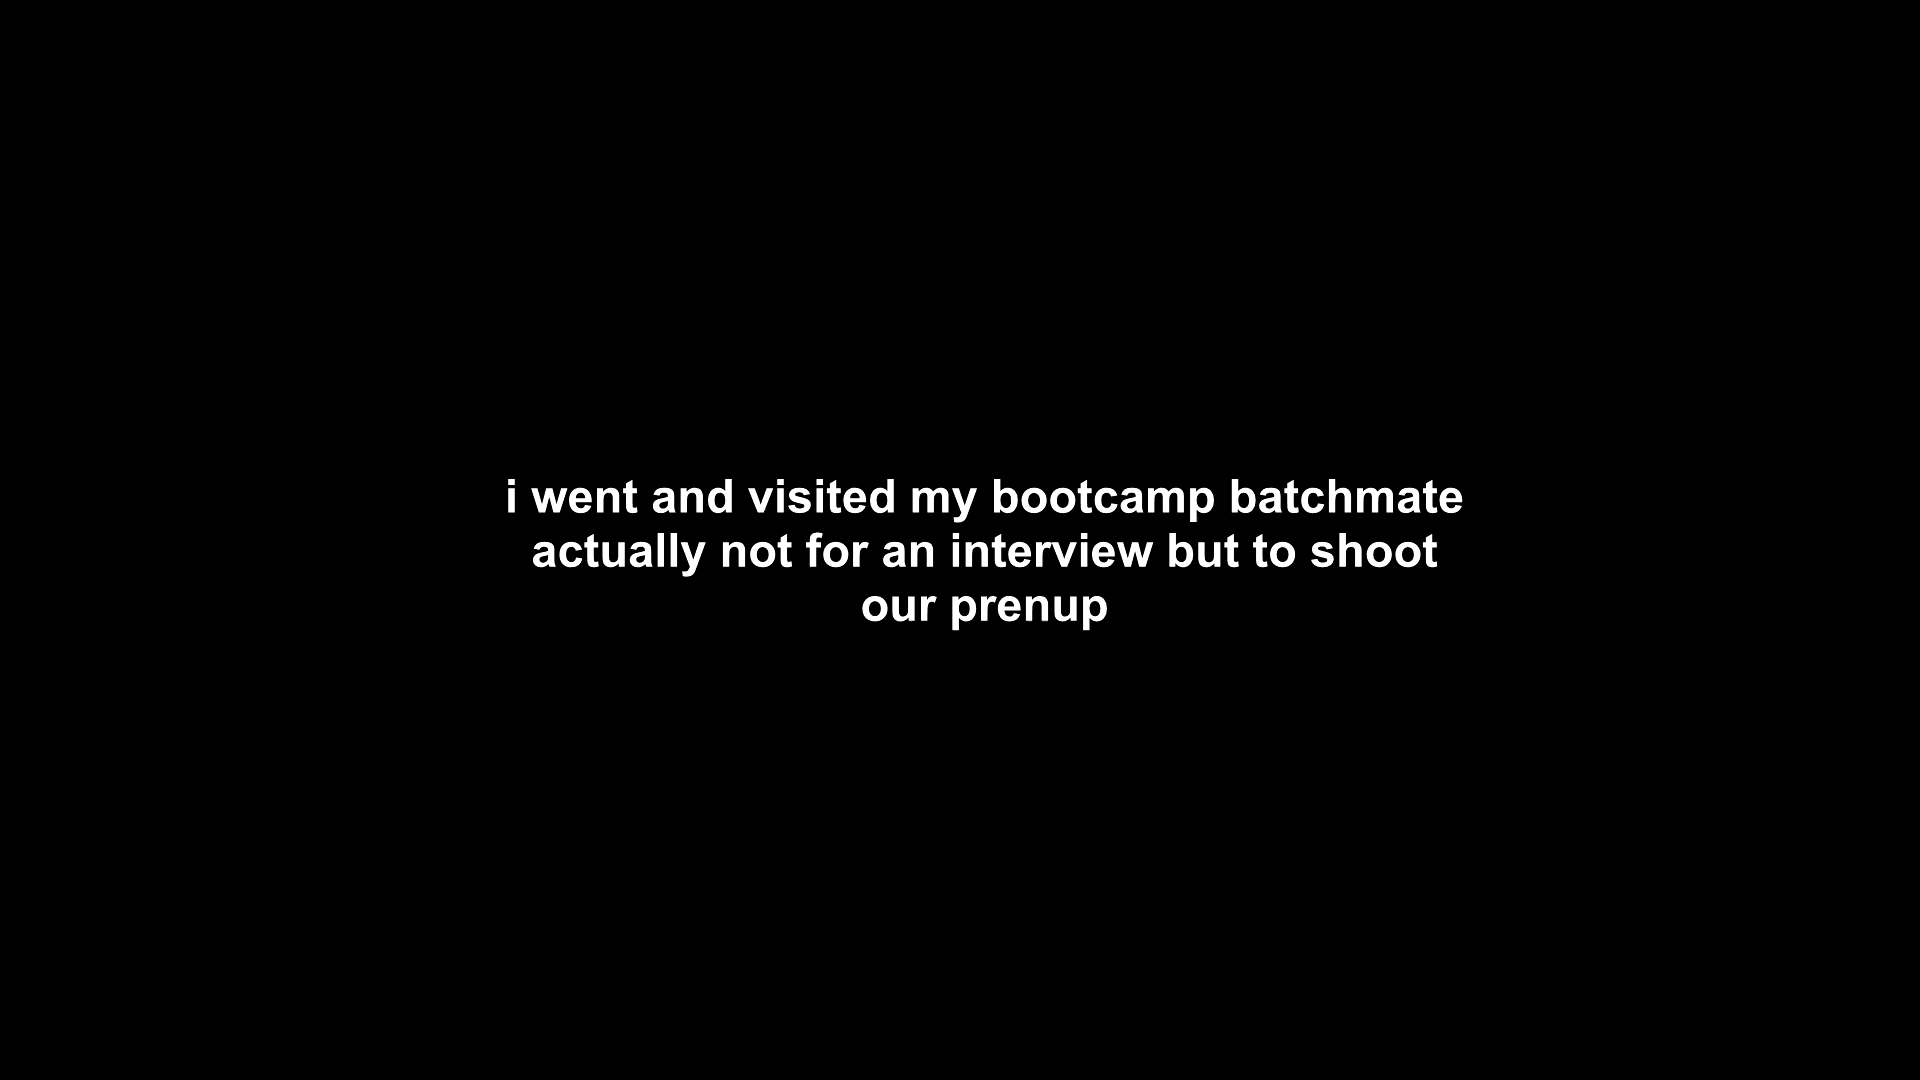 i went and visited my bootcamp batchmate
actually not for an interview but to shoot
our prenup